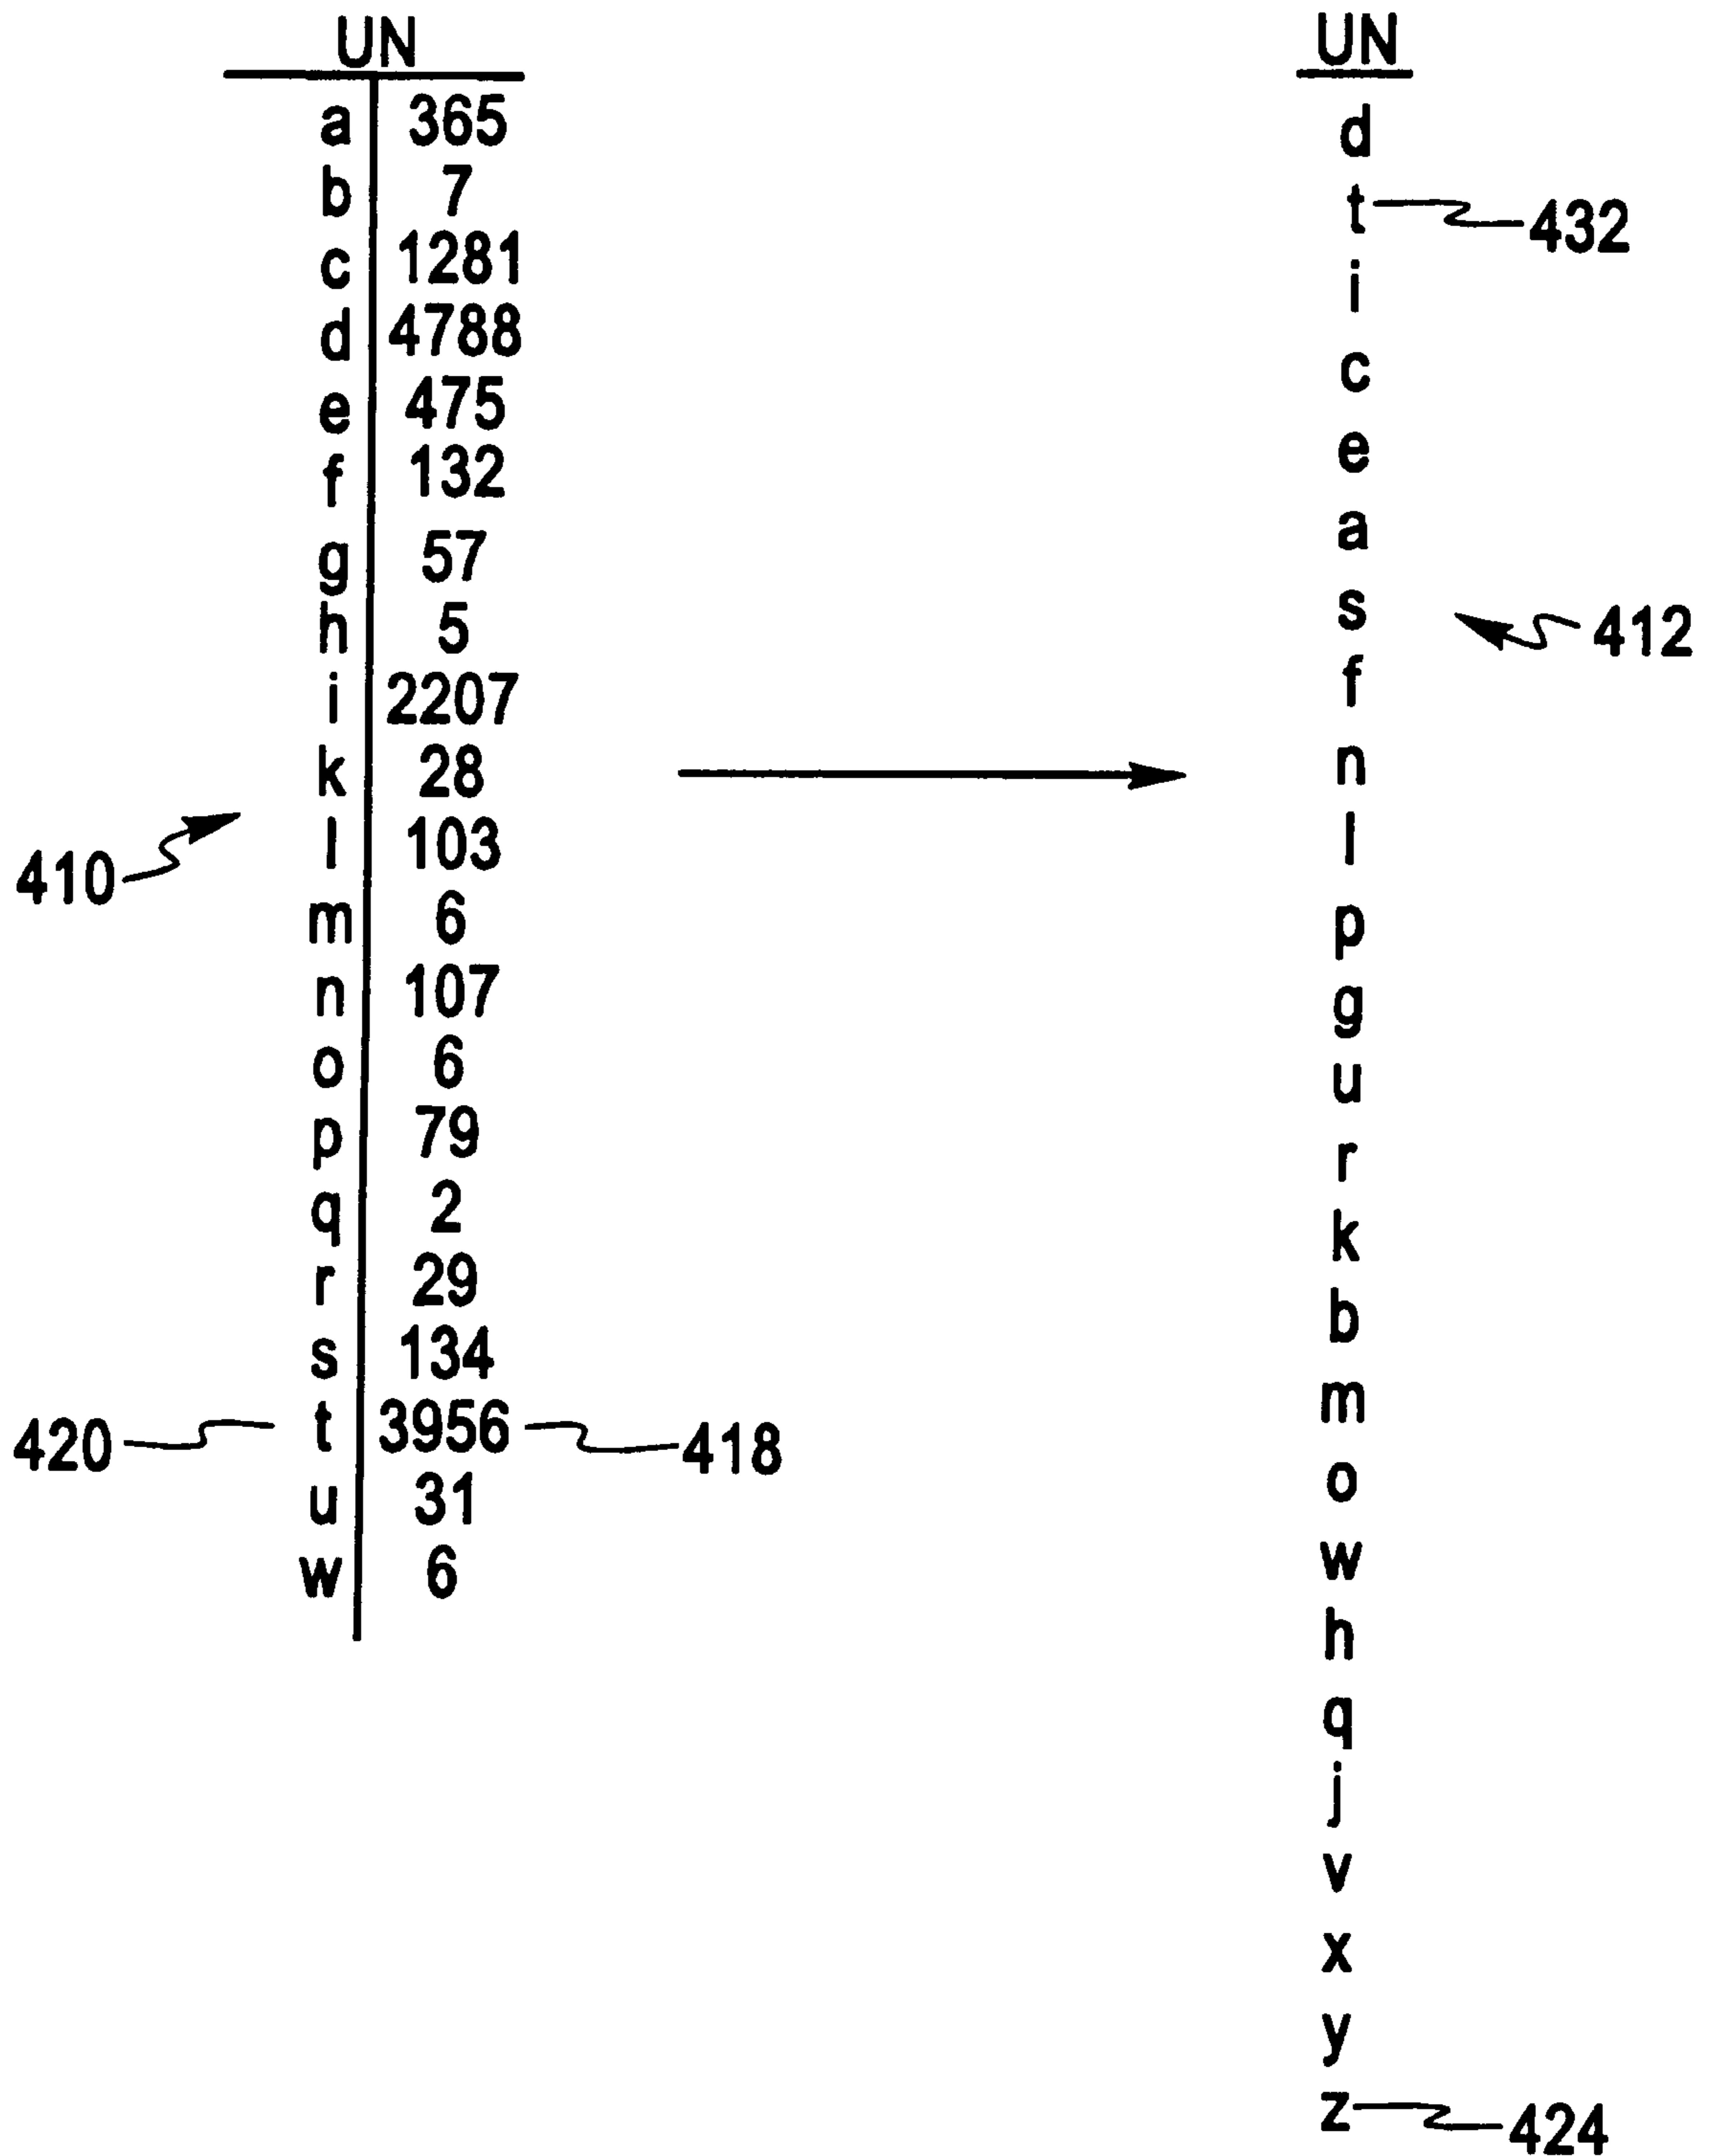 UN
a 365
b 7
c 1281
d 4788
e 475
f 132
g 57
h 5
i 2207
k 28
l 103
410
m 6
n 107
o 6
p 79
q 2
r 29
s 134
420 t 3956 418
u 31
w 6
UN
d
t 432
i
c
e
a
s 412
f
n
l
p
g
u
r
k
b
m
o
w
h
q
j
v
x
y
z 424